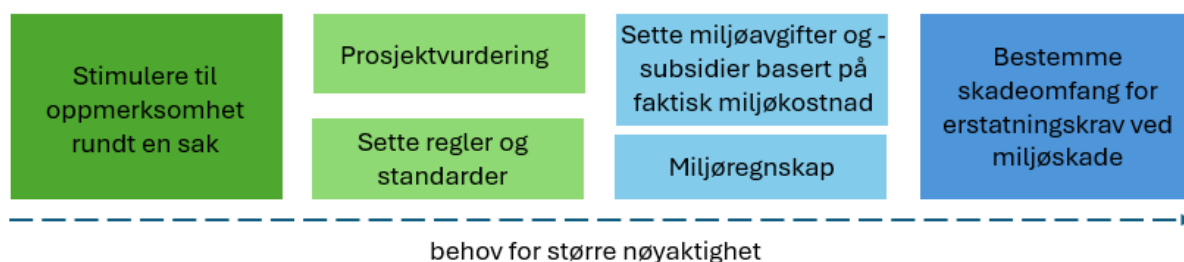 Stimulere til
oppmerksomhet
rundt en sak
Prosjektvurdering
Sette regler og
standarder
Sette miljøavgifter og -
subsidier basert på
faktisk miljøkostnad
Miljøregnskap
Bestemme
skadeomfang for
erstatningskrav ved
miljøskade
behov for større nøyaktighet